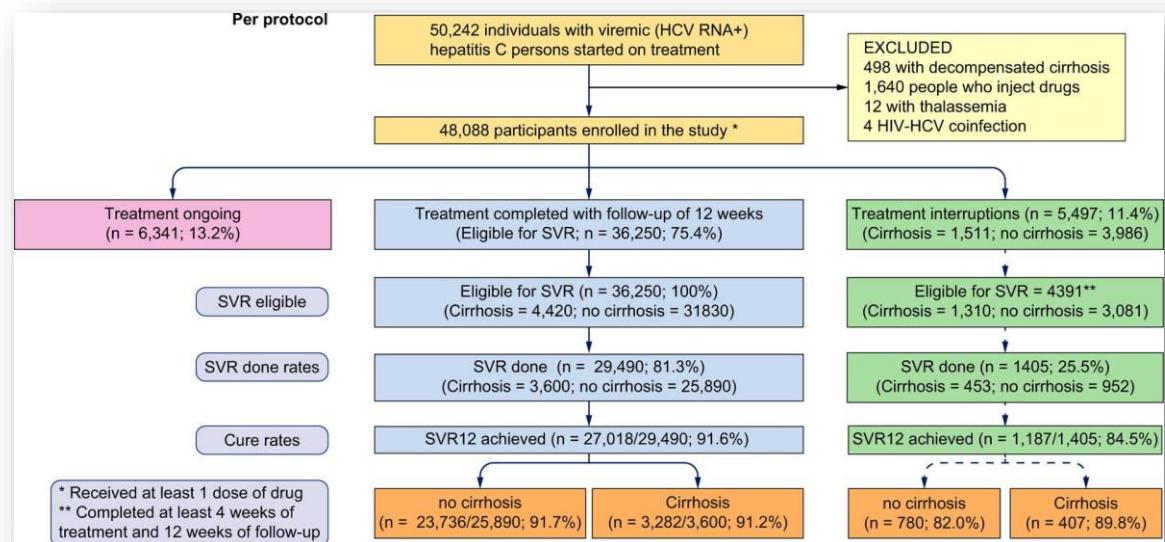 Per protocol
50,242 individuals with viremic (HCV RNA+)
hepatitis C persons started on treatment
EXCLUDED
498 with decompensated cirrhosis
1,640 people who inject drugs
12 with thalassemia
4 HIV-HCV coinfection
48,088 participants enrolled in the study *
Treatment ongoing
(n = 6,341; 13.2%)
Treatment completed with follow-up of 12 weeks
(Eligible for SVR; n = 36,250; 75.4%)
Treatment interruptions (n = 5,497; 11.4%)
(Cirrhosis = 1,511; no cirrhosis = 3,986)
SVR eligible
Eligible for SVR (n = 36,250; 100%)
(Cirrhosis = 4,420; no cirrhosis = 31830)
Eligible for SVR = 4391**
(Cirrhosis = 1,310; no cirrhosis = 3,081)
SVR done rates
SVR done (n = 29,490; 81.3%)
(Cirrhosis = 3,600; no cirrhosis = 25,890)
SVR done (n = 1405; 25.5%)
(Cirrhosis = 453; no cirrhosis = 952)
Cure rates
SVR12 achieved (n = 27,018/29,490; 91.6%)
SVR12 achieved (n = 1,187/1,405; 84.5%)
* Received at least 1 dose of drug
** Completed at least 4 weeks of
treatment and 12 weeks of follow-up
no cirrhosis
(n = 23,736/25,890; 91.7%)
Cirrhosis
(n = 3,282/3,600; 91.2%)
no cirrhosis
(n = 780; 82.0%)
Cirrhosis
(n = 407; 89.8%)